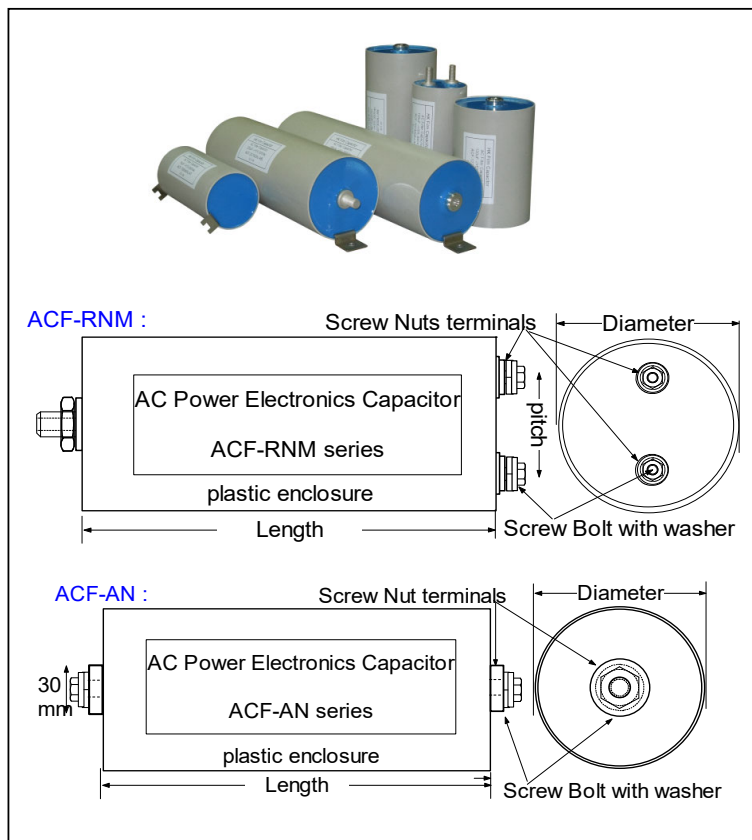 ACF-RNM :
Screw Nuts terminals
Diameter
AC Power Electronics Capacitor
ACF-RNM series
plastic enclosure
pitch
Length
Screw Bolt with washer
ACF-AN :
Screw Nut terminals
Diameter
30
mm
AC Power Electronics Capacitor
ACF-AN series
plastic enclosure
Length
Screw Bolt with washer